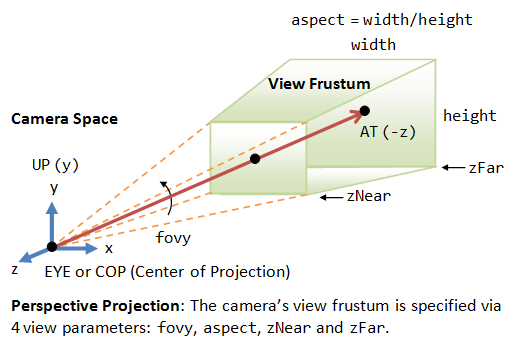 aspect = width/height
width
View Frustum
height
Camera Space
AT (-z)
UP (y)
zFar
y
zNear
fovy
x
z
EYE or COP (Center of Projection)
Perspective Projection: The camera's view frustum is specified via
4 view parameters: fovy, aspect, zNear and zFar.